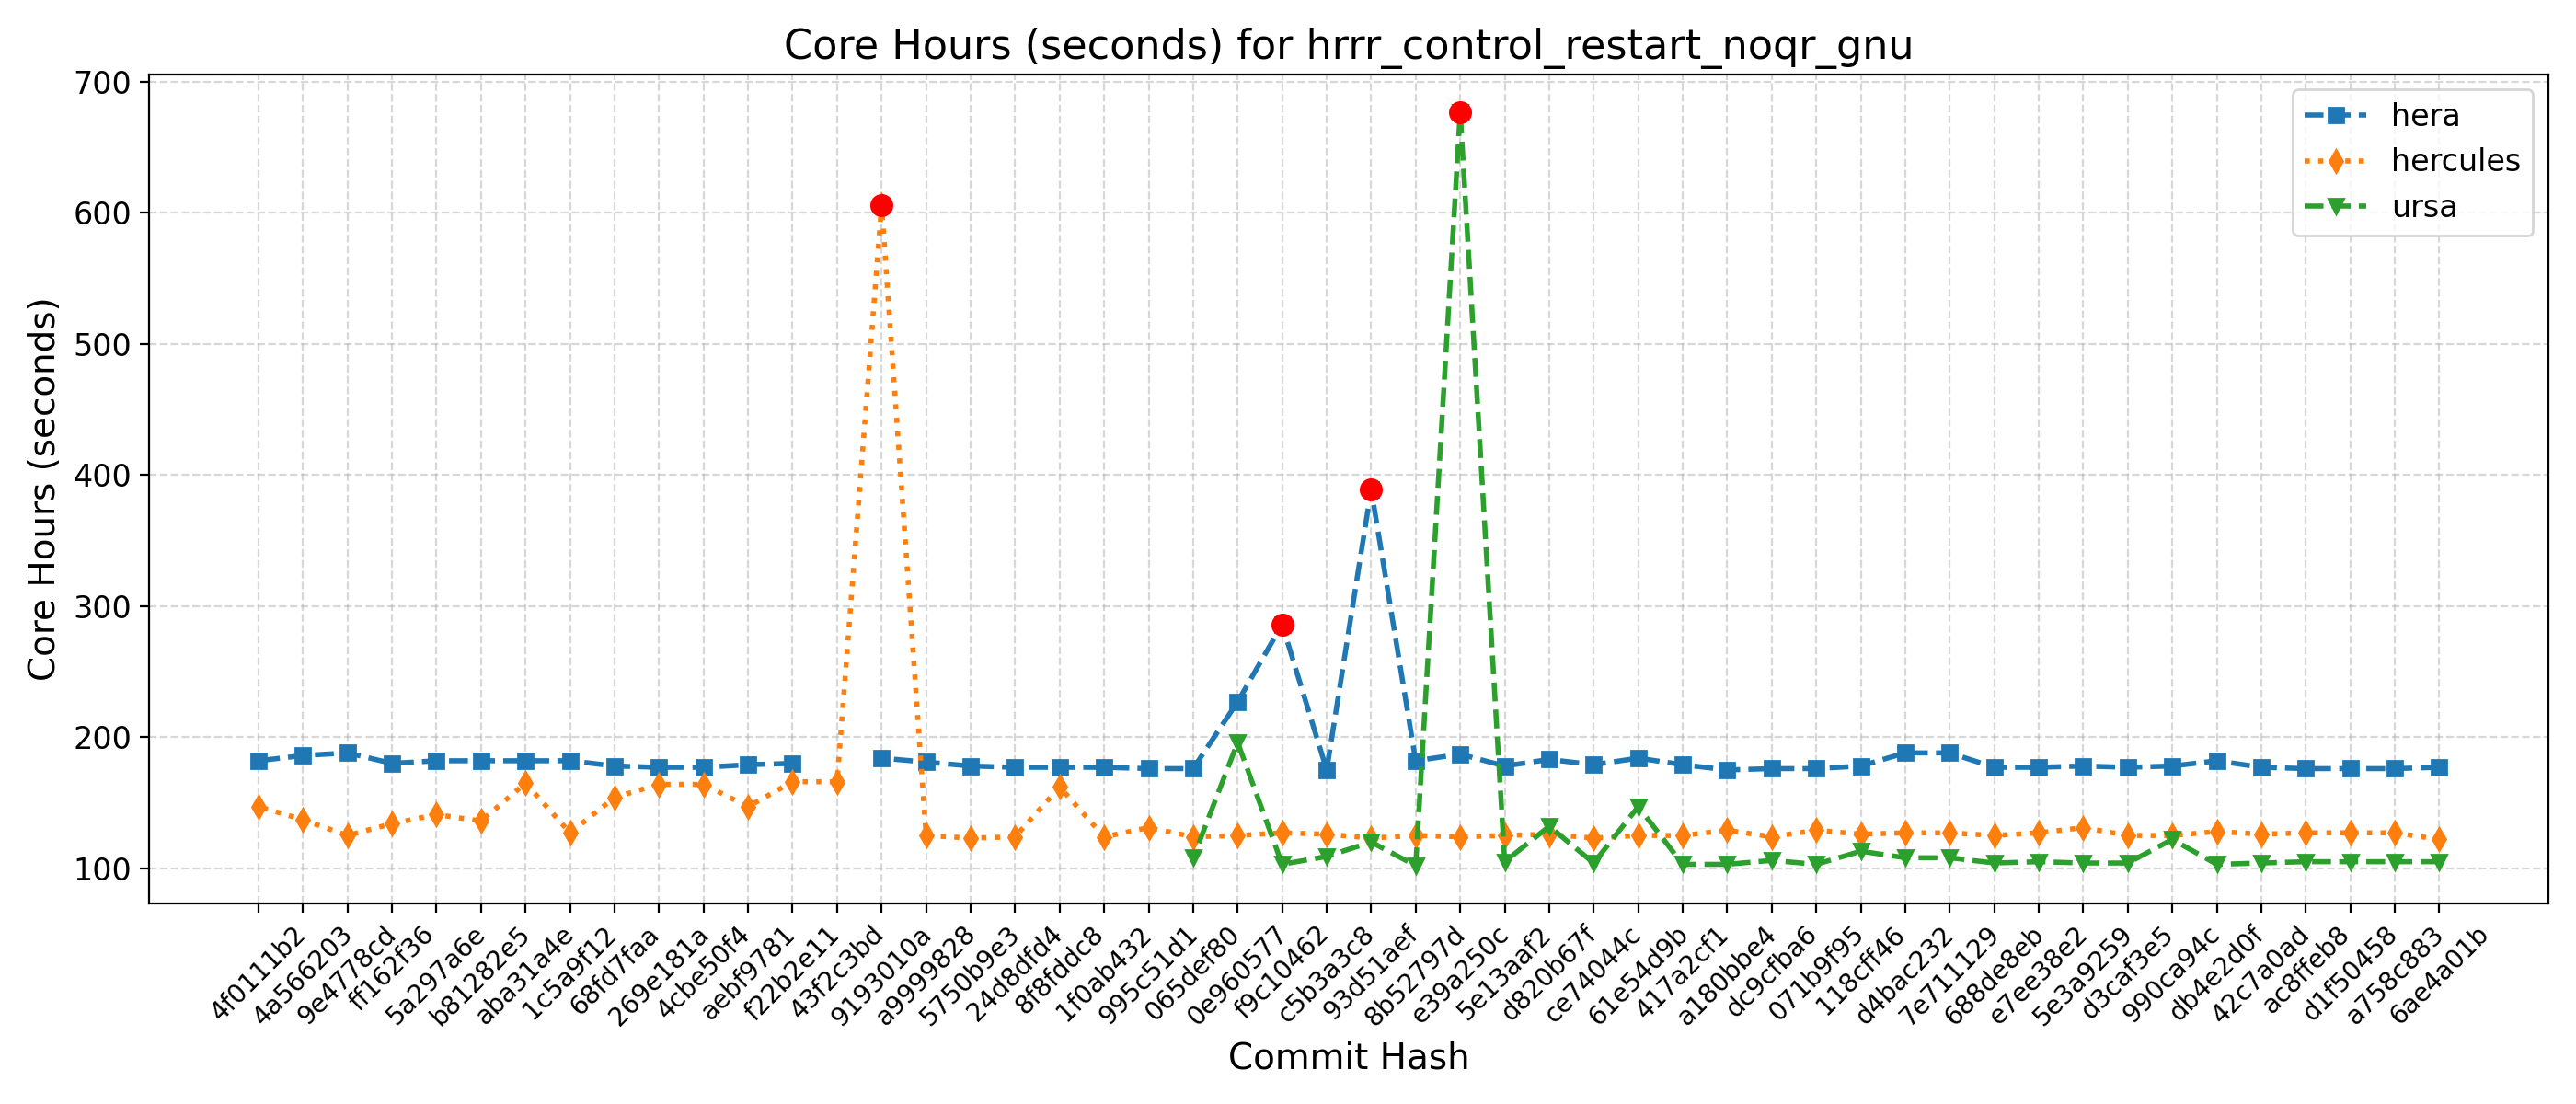 Core Hours (seconds) for hrrr_control_restart_noqr_gnu
Core Hours (seconds)
700
600
500
400
300
200
100
hera
hercules
ursa
4f0111b2
4a566203
9e4778cd
ff162f36
5a297a6e
b81282e5
aba31a4e
1c5a9f12
68fd7faa
269e181a
4cbe50f4
aebf9781
f22b2e11
43f2c3bd
9193010a
a9999828
5750b9e3
24d8dfd4
8f8fddc8
1f0ab432
995c51d1
065def80
0e960577
f9c10462
c5b3a3c8
93d51aef
8b52797d
e39a250c
5e13aaf2
d820b67f
ce74044c
61e54d9b
417a2cf1
a180bbe4
dc9cfba6
071b9f95
118cff46
d4bac232
7e711129
688de8eb
e7ee38e2
5e3a9259
d3caf3e5
990ca94c
db4e2d0f
42c7a0ad
ac8ffeb8
d1f50458
a758c883
6ae4a01b
Commit Hash